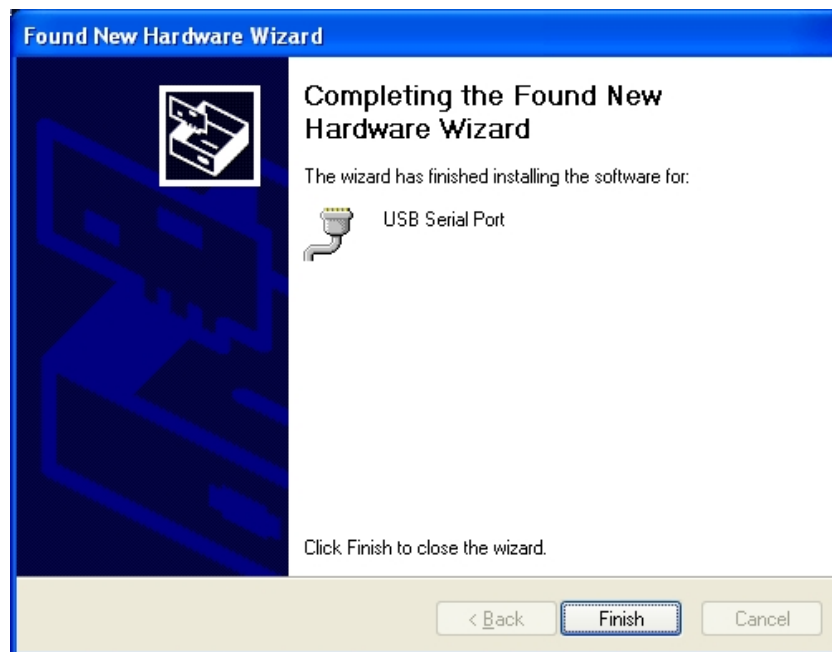 Found New Hardware Wizard
Completing the Found New
Hardware Wizard
The wizard has finished installing the software for:
USB Serial Port
Click Finish to close the wizard.
< Back
Finish
Cancel